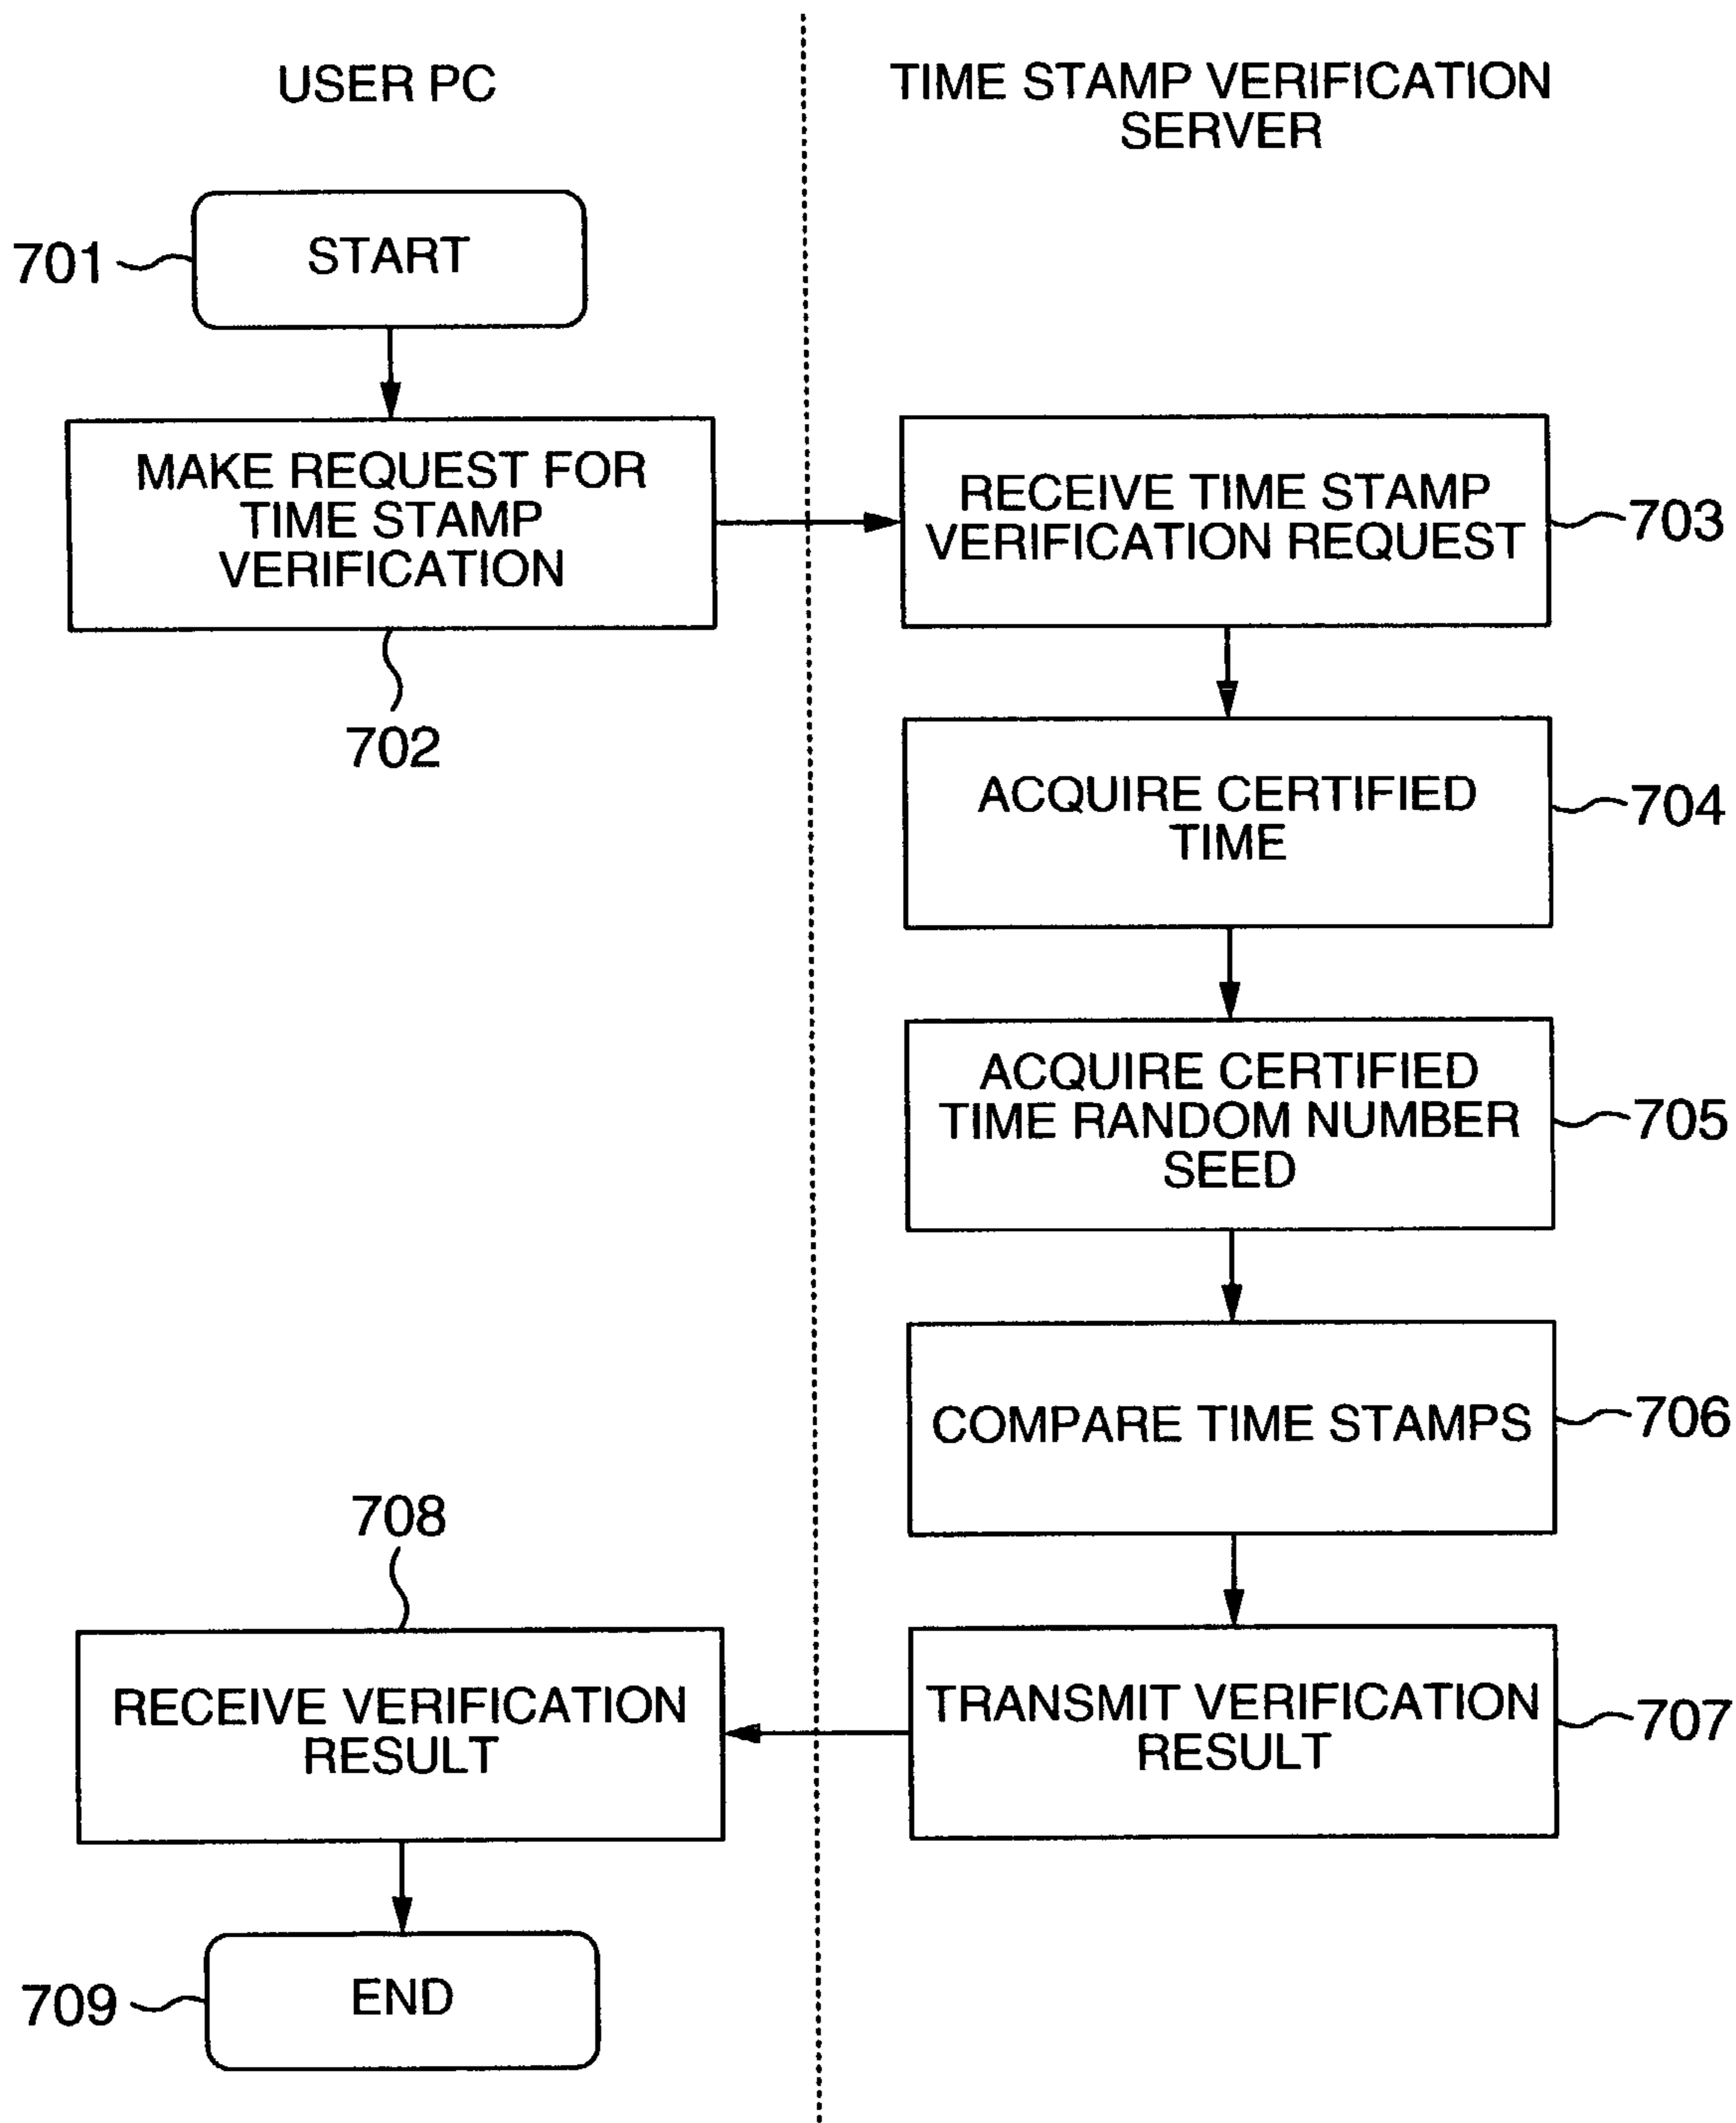 USER PC
TIME STAMP VERIFICATION
SERVER
701
START
MAKE REQUEST FOR
TIME STAMP
VERIFICATION
702
RECEIVE TIME STAMP
VERIFICATION REQUEST
703
ACQUIRE CERTIFIED
TIME
704
ACQUIRE CERTIFIED
TIME RANDOM NUMBER
SEED
705
COMPARE TIME STAMPS
706
TRANSMIT VERIFICATION
RESULT
707
708
RECEIVE VERIFICATION
RESULT
709
END